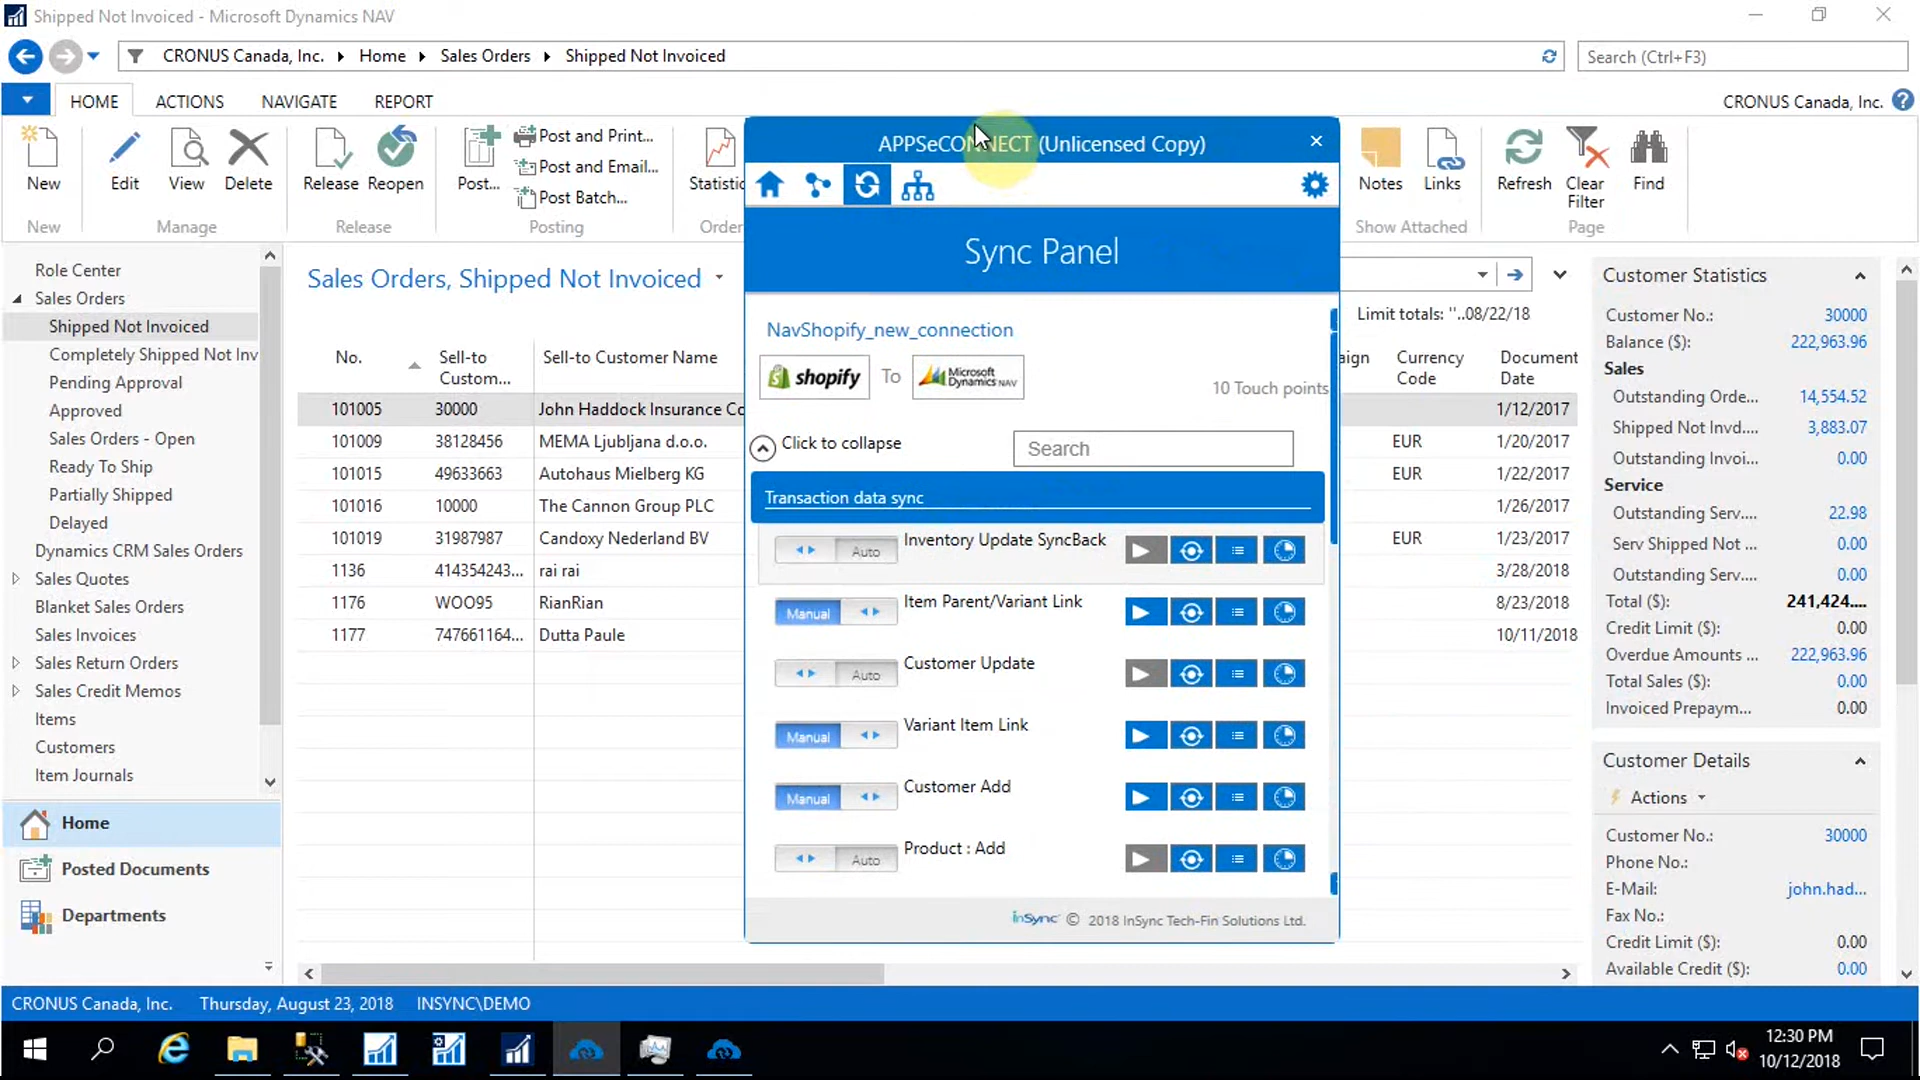 Shipped Not Invoiced - Microsoft Dynamics NAV
CRONUS Canada, Inc. Home Sales Orders Shipped Not Invoiced
Search (Ctrl+F3)
HOME ACTIONS NAVIGATE REPORT
CRONUS Canada, Inc.
New
Edit
View
Delete
Release
Reopen
Post...
Post and Print...
Post and Email...
Post Batch...
Statistic
Notes
Links
Refresh
Clear
Filter
Find
New
Manage
Release
Posting
Order
Show Attached
Page
Role Center
Sales Orders
Shipped Not Invoiced
Completely Shipped Not Inv
Pending Approval
Approved
Sales Orders - Open
Ready To Ship
Partially Shipped
Delayed
Dynamics CRM Sales Orders
Sales Quotes
Blanket Sales Orders
Sales Invoices
Sales Return Orders
Sales Credit Memos
Items
Customers
Item Journals
Home
Posted Documents
Departments
Sales Orders, Shipped Not Invoiced
Limit totals: ''..08/22/18
No.
Sell-to
Custom...
Sell-to Customer Name
aign
Currency
Code
Document
Date
101005 30000 John Haddock Insurance Co 1/12/2017
101009 38128456 MEMA Ljubljana d.o.o. EUR 1/20/2017
101015 49633663 Autohaus Mielberg KG EUR 1/22/2017
101016 10000 The Cannon Group PLC 1/26/2017
101019 31987987 Candoxy Nederland BV EUR 1/23/2017
1136 414354243... rai rai 3/28/2018
1176 WOO95 RianRian 8/23/2018
1177 747661164... Dutta Paule 10/11/2018
APPSeCONNECT (Unlicensed Copy)
Sync Panel
NavShopify_new_connection
shopify To Microsoft Dynamics NAV
10 Touch points
Click to collapse
Search
Transaction data sync
Auto Inventory Update SyncBack
Manual Item Parent/Variant Link
Auto Customer Update
Manual Variant Item Link
Manual Customer Add
Auto Product : Add
inSync © 2018 InSync Tech-Fin Solutions Ltd.
Customer Statistics
Customer No.: 30000
Balance ($): 222,963.96
Sales
Outstanding Orde... 14,554.52
Shipped Not Invd.... 3,883.07
Outstanding Invoi... 0.00
Service
Outstanding Serv.... 22.98
Serv Shipped Not ... 0.00
Outstanding Serv.... 0.00
Total ($): 241,424....
Credit Limit ($): 0.00
Overdue Amounts ... 222,963.96
Total Sales ($): 0.00
Invoiced Prepaym... 0.00
Customer Details
Actions
Customer No.: 30000
Phone No.:
E-Mail: john.had...
Fax No.:
Credit Limit ($): 0.00
Available Credit ($): 0.00
CRONUS Canada, Inc. Thursday, August 23, 2018 INSYNC\DEMO
12:30 PM
10/12/2018